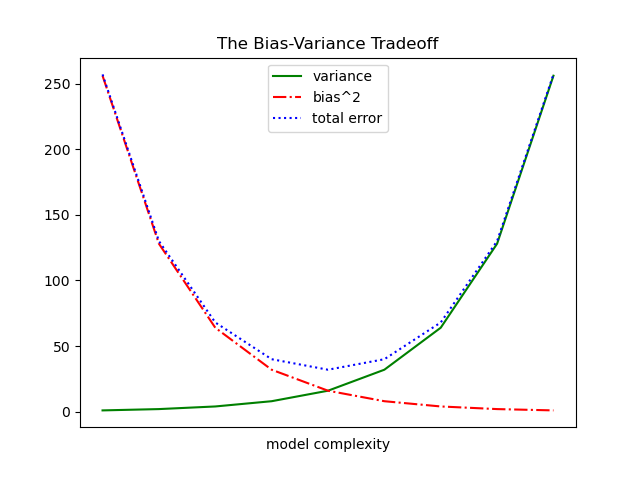 The Bias-Variance Tradeoff
variance
bias^2
total error
250
200
150
100
50
0
model complexity